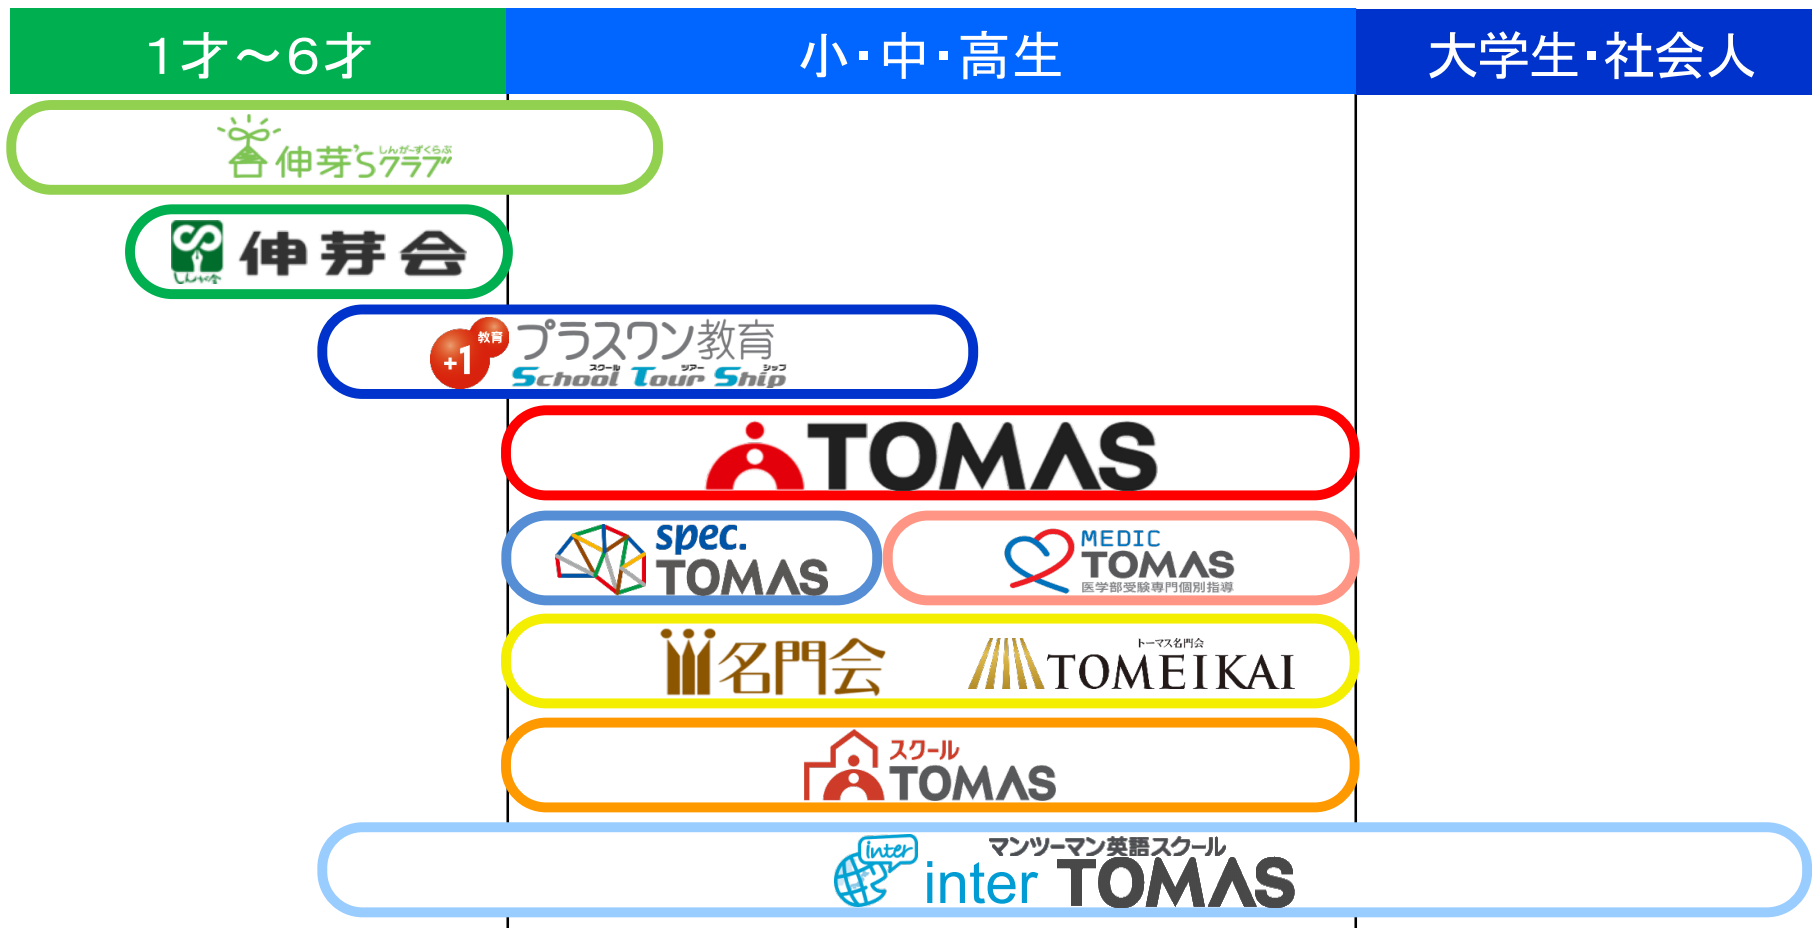 1才～6才
小・中・高生
大学生・社会人
しんが～ずくらぶ
伸芽'Sクラブ
伸芽会
しんが会
教育
+1
プラスワン教育
スクール ツアー シップ
School Tour Ship
TOMAS
spec.
TOMAS
MEDIC
TOMAS
医学部受験専門個別指導
名門会
トーマス名門会
TOMEIKAI
スクール
TOMAS
inter
マンツーマン英語スクール
inter TOMAS